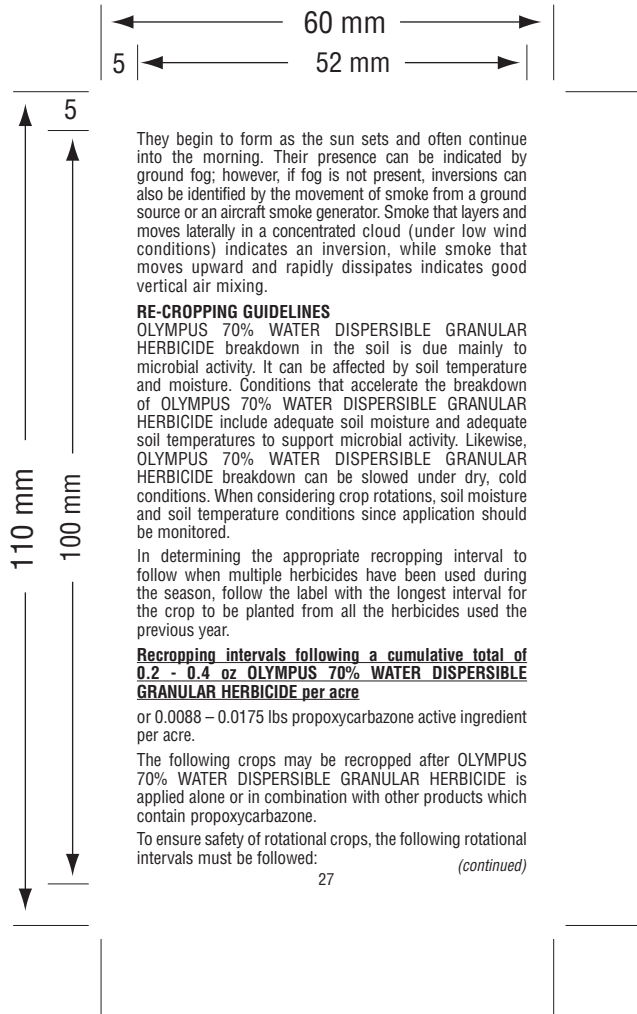 60 mm
5
52 mm
5
110 mm
100 mm
They begin to form as the sun sets and often continue
into the morning. Their presence can be indicated by
ground fog; however, if fog is not present, inversions can
also be identified by the movement of smoke from a ground
source or an aircraft smoke generator. Smoke that layers and
moves laterally in a concentrated cloud (under low wind
conditions) indicates an inversion, while smoke that
moves upward and rapidly dissipates indicates good
vertical air mixing.
RE-CROPPING GUIDELINES
OLYMPUS 70% WATER DISPERSIBLE GRANULAR
HERBICIDE breakdown in the soil is due mainly to
microbial activity. It can be affected by soil temperature
and moisture. Conditions that accelerate the breakdown
of OLYMPUS 70% WATER DISPERSIBLE GRANULAR
HERBICIDE include adequate soil moisture and adequate
soil temperatures to support microbial activity. Likewise,
OLYMPUS 70% WATER DISPERSIBLE GRANULAR
HERBICIDE breakdown can be slowed under dry, cold
conditions. When considering crop rotations, soil moisture
and soil temperature conditions since application should
be monitored.
In determining the appropriate recropping interval to
follow when multiple herbicides have been used during
the season, follow the label with the longest interval for
the crop to be planted from all the herbicides used the
previous year.
Recropping intervals following a cumulative total of
0.2 - 0.4 oz OLYMPUS 70% WATER DISPERSIBLE
GRANULAR HERBICIDE per acre
or 0.0088 – 0.0175 lbs propoxycarbazone active ingredient
per acre.
The following crops may be recropped after OLYMPUS
70% WATER DISPERSIBLE GRANULAR HERBICIDE is
applied alone or in combination with other products which
contain propoxycarbazone.
To ensure safety of rotational crops, the following rotational
intervals must be followed:
(continued)
27